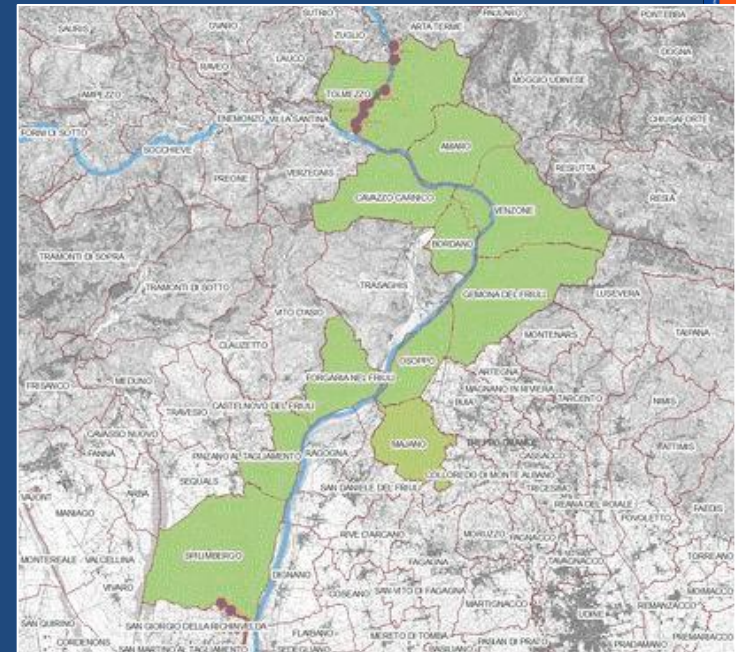 SAURIS
OVARO
SUTRIO
ARTA TERME
PAULARO
PONTEBBA
ZUGLIO
DOGNA
LAUCO
RAVEO
MOGGIO UDINESE
AMPEZZO
TOLMEZZO
CHIUSAFORTE
FORNI DI SOTTO
ENEMONZO
VILLA SANTINA
SOCCHIEVE
AMARO
PREONE
VERZEGNIS
RESIUTTA
RESIA
CAVAZZO CARNICO
VENZONE
BORDANO
TRAMONTI DI SOPRA
TRAMONTI DI SOTTO
TRASAGHIS
GEMONA DEL FRIULI
LUSEVERA
VITO D'ASIO
CLAUZETTO
MONTENARS
TAIPANA
OSOPPO
FORGARIA NEL FRIULI
ARTEGNA
FRISANCO
MEDUNO
MAGNANO IN RIVIERA
BUIA
TARCENTO
NIMIS
TRAVESIO
CASTELNOVO DEL FRIULI
CAVASSO NUOVO
MAJANO
TREPPO GRANDE
ATTIMIS
FANNA
PINZANO AL TAGLIAMENTO
RAGOGNA
CASSACCO
COLLOREDO DI MONTE ALBANO
SEQUALS
SAN DANIELE DEL FRIULI
TRICESIMO
VAJONT
ARBA
REANA DEL ROJALE
FAEDIS
MANIAGO
POVOLETTO
RIVE D'ARCANO
MORUZZO
PAGNACCO
MONTEREALE VALCELLINA
SPILIMBERGO
FAGAGNA
TAVAGNACCO
TORREANO
VIVARO
DIGNANO
COSEANO
SAN VITO DI FAGAGNA
MOIMACCO
MARTIGNACCO
REMANZACCO
SAN QUIRINO
SAN GIORGIO DELLA RICHINVELDA
UDINE
CORDENONS
FLAIBANO
MERETO DI TOMBA
PASIAN DI PRATO
PREMARIACCO
SAN MARTINO AL TAGLIAMENTO
SEDEGLIANO
BASILIANO
PRADAMANO